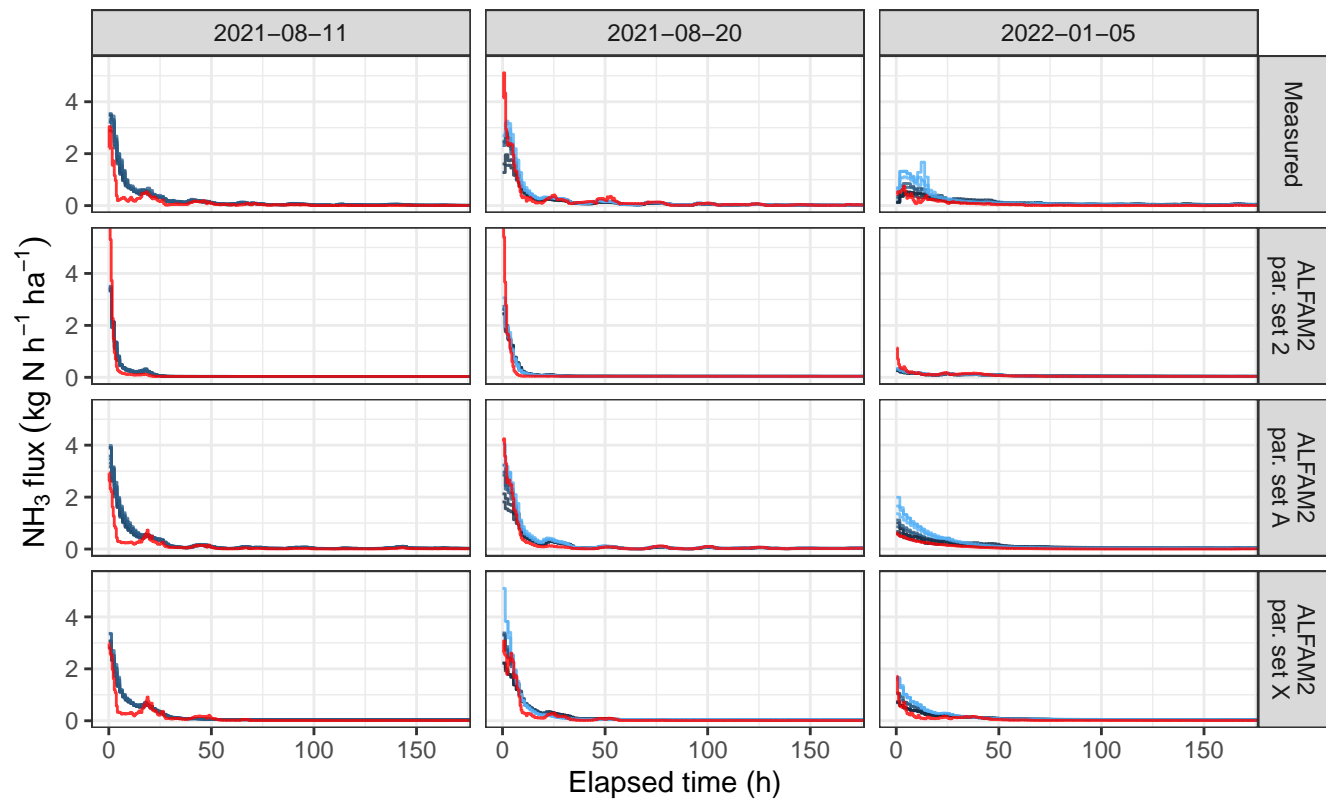 2021−08−11 2021−08−20 2022−01−05
NH₃ flux (kg N h⁻¹ ha⁻¹)
4
2
0
Measured
4
2
0
ALFAM2
par. set 2
4
2
0
ALFAM2
par. set A
4
2
0
ALFAM2
par. set X
0 50 100 150 0 50 100 150 0 50 100 150
Elapsed time (h)